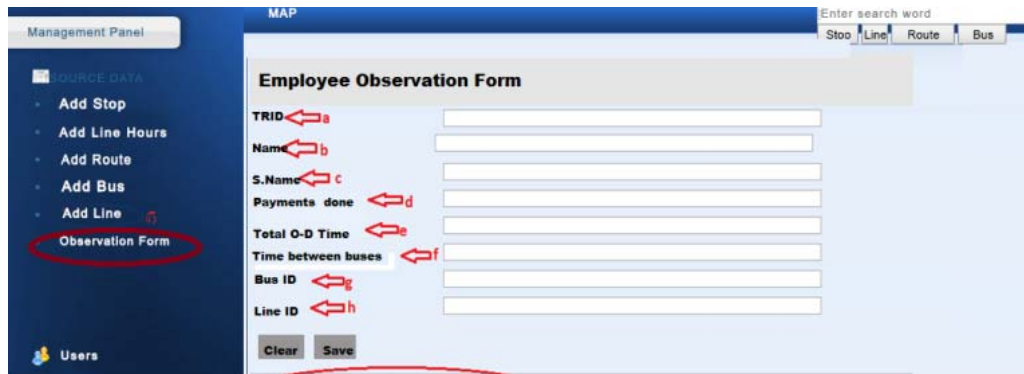 MAP
Enter search word
Management Panel
Stop Line Route Bus
SOURCE DATA
Employee Observation Form
Add Stop
TRID a
Add Line Hours
Name b
Add Route
S.Name c
Add Bus
Payments done d
Add Line
Total O-D Time e
Observation Form
Time between buses f
Bus ID g
Line ID h
Clear Save
Users